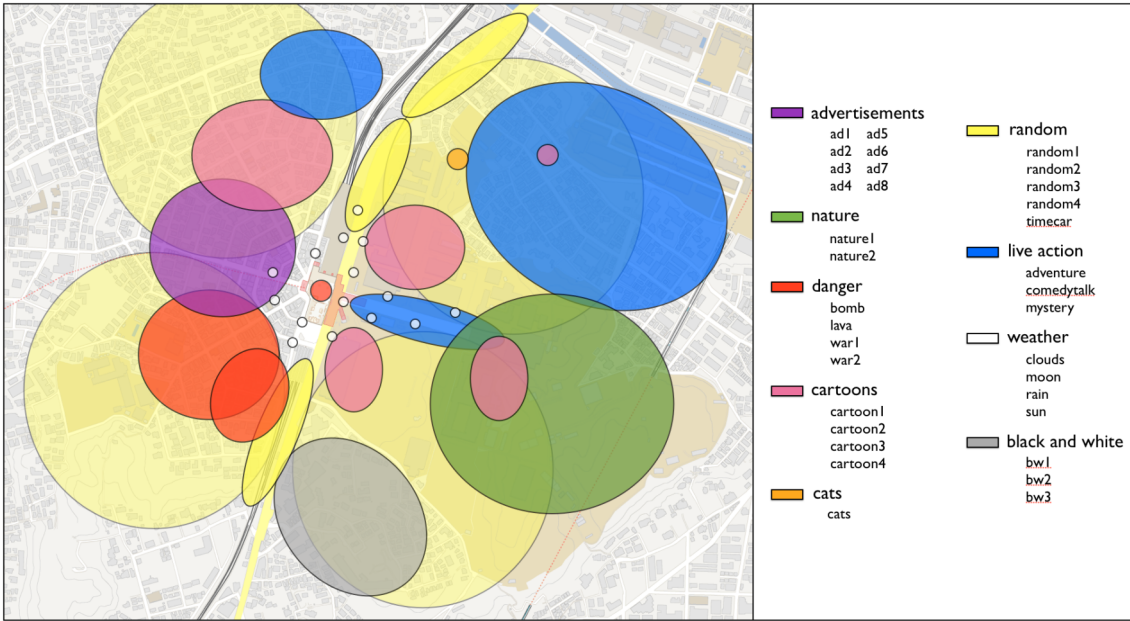 advertisements
ad1 ad5
ad2 ad6
ad3 ad7
ad4 ad8
nature
nature1
nature2
danger
bomb
lava
war1
war2
cartoons
cartoon1
cartoon2
cartoon3
cartoon4
cats
cats
random
random1
random2
random3
random4
timecar
live action
adventure
comedytalk
mystery
weather
clouds
moon
rain
sun
black and white
bw1
bw2
bw3